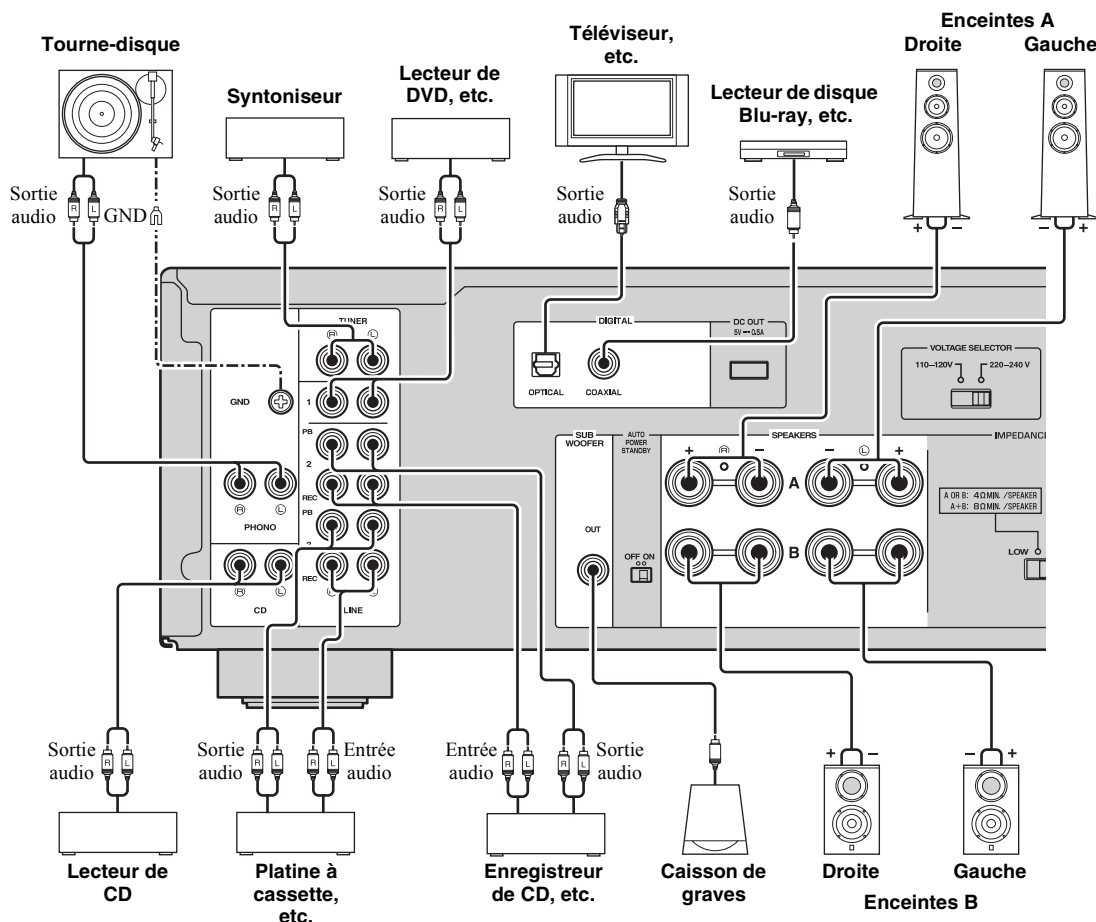 Enceintes A
Droite Gauche
Tourne-disque
Téléviseur,
etc.
Lecteur de
DVD, etc.
Syntoniseur
Lecteur de disque
Blu-ray, etc.
Sortie
audio
R L
GND
Sortie
audio
R L
Sortie
audio
R L
Sortie
audio
Sortie
audio
+ −
− +
TUNER
R L
GND
1
PB
2
REC
PB
3
REC
R L
PHONO
R L
CD
LINE
DIGITAL
OPTICAL
COAXIAL
DC OUT
5V 0.5A
VOLTAGE SELECTOR
110–120V
220–240 V
SUB
WOOFER
OUT
AUTO
POWER
STANDBY
OFF ON
SPEAKERS
+ R −
− L +
A
B
IMPEDANCE
A OR B: 4Ω MIN. /SPEAKER
A+B: 8Ω MIN. /SPEAKER
LOW
Sortie
audio
R L
Sortie
audio
R L
Entrée
audio
R L
Entrée
audio
R L
Sortie
audio
R L
+ −
− +
Lecteur de
CD
Platine à
cassette,
etc.
Enregistreur
de CD, etc.
Caisson de
graves
Droite
Gauche
Enceintes B